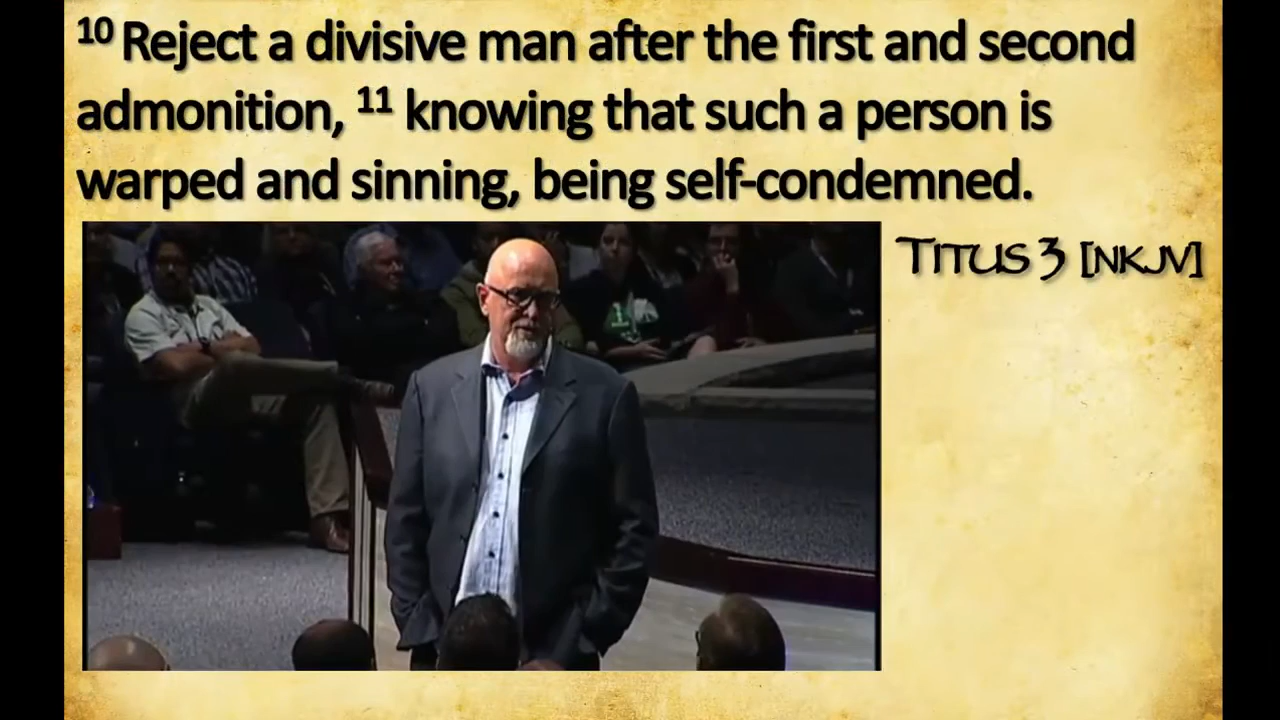 10 Reject a divisive man after the first and second
admonition, 11 knowing that such a person is
warped and sinning, being self-condemned.
TITUS 3 [NKJV]